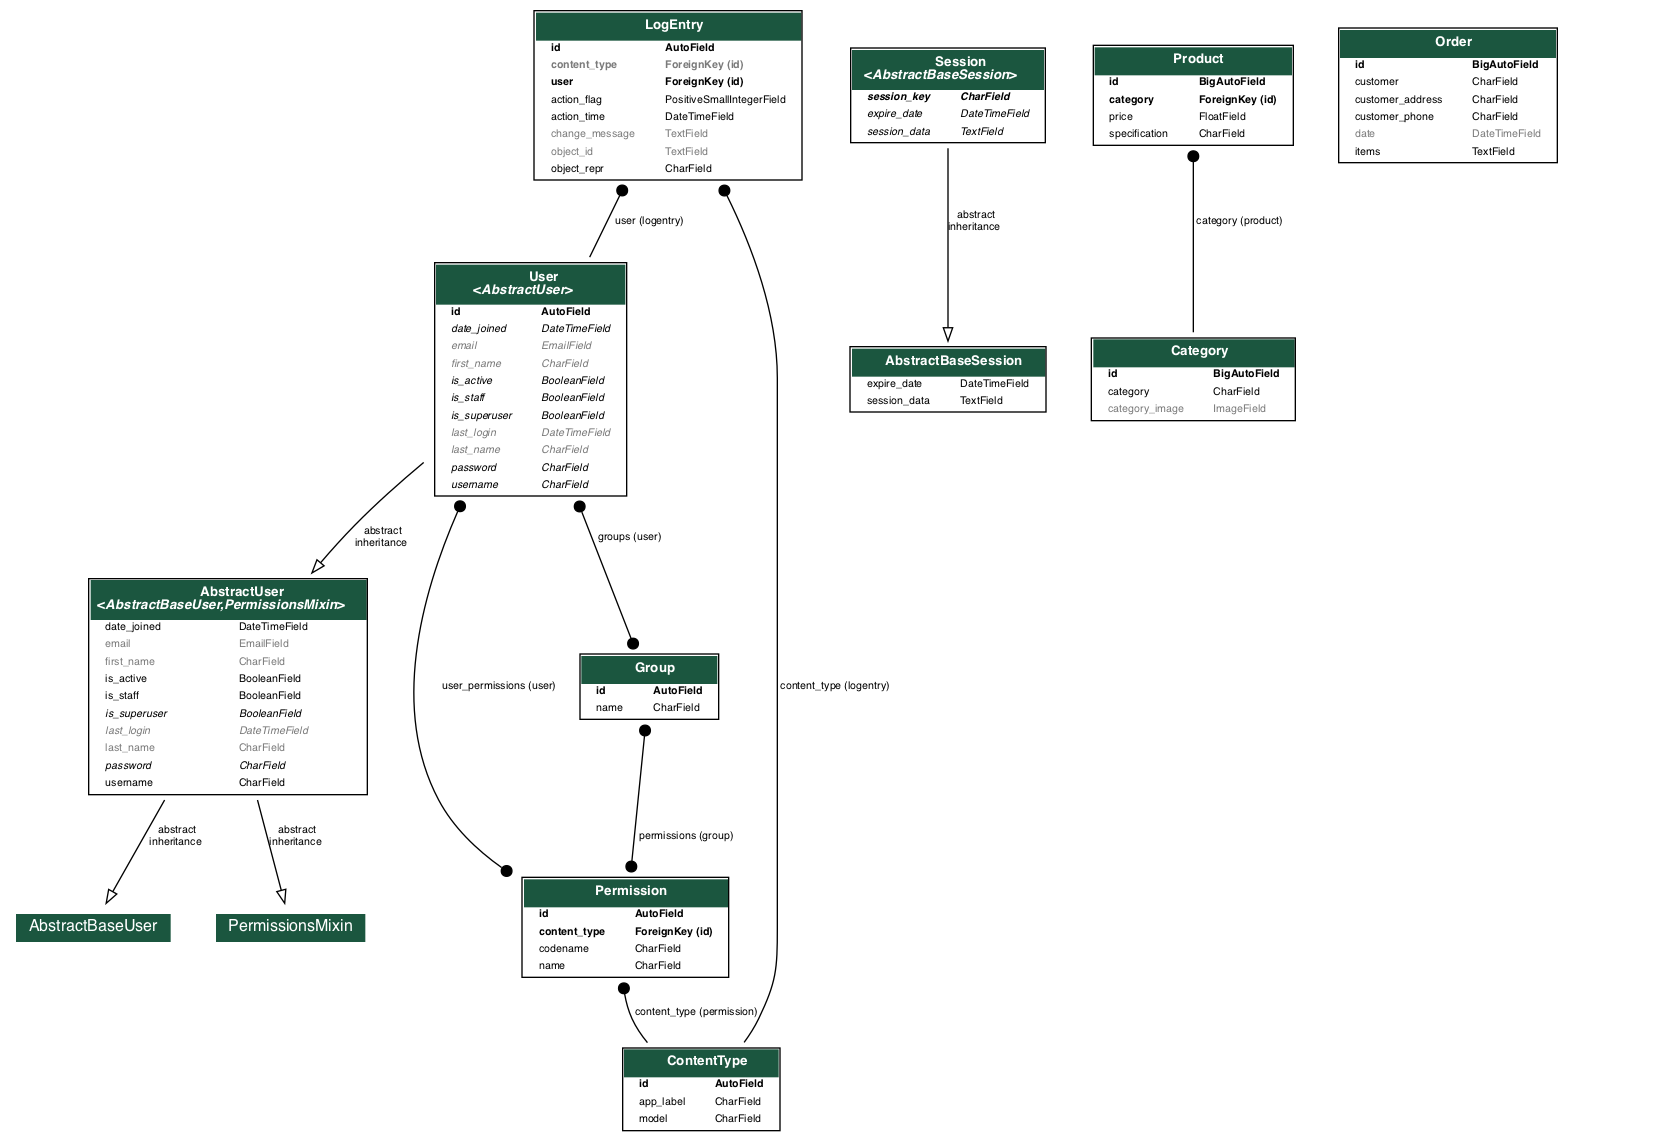 LogEntry
id AutoField
content_type ForeignKey (id)
user ForeignKey (id)
action_flag PositiveSmallIntegerField
action_time DateTimeField
change_message TextField
object_id TextField
object_repr CharField
Session
<AbstractBaseSession>
session_key CharField
expire_date DateTimeField
session_data TextField
Product
id BigAutoField
category ForeignKey (id)
price FloatField
specification CharField
Order
id BigAutoField
customer CharField
customer_address CharField
customer_phone CharField
date DateTimeField
items TextField
user (logentry)
abstract
inheritance
category (product)
User
<AbstractUser>
id AutoField
date_joined DateTimeField
email EmailField
first_name CharField
is_active BooleanField
is_staff BooleanField
is_superuser BooleanField
last_login DateTimeField
last_name CharField
password CharField
username CharField
AbstractBaseSession
expire_date DateTimeField
session_data TextField
Category
id BigAutoField
category CharField
category_image ImageField
abstract
inheritance
groups (user)
AbstractUser
<AbstractBaseUser,PermissionsMixin>
date_joined DateTimeField
email EmailField
first_name CharField
is_active BooleanField
is_staff BooleanField
is_superuser BooleanField
last_login DateTimeField
last_name CharField
password CharField
username CharField
user_permissions (user)
Group
id AutoField
name CharField
content_type (logentry)
abstract
inheritance
abstract
inheritance
permissions (group)
AbstractBaseUser
PermissionsMixin
Permission
id AutoField
content_type ForeignKey (id)
codename CharField
name CharField
content_type (permission)
ContentType
id AutoField
app_label CharField
model CharField